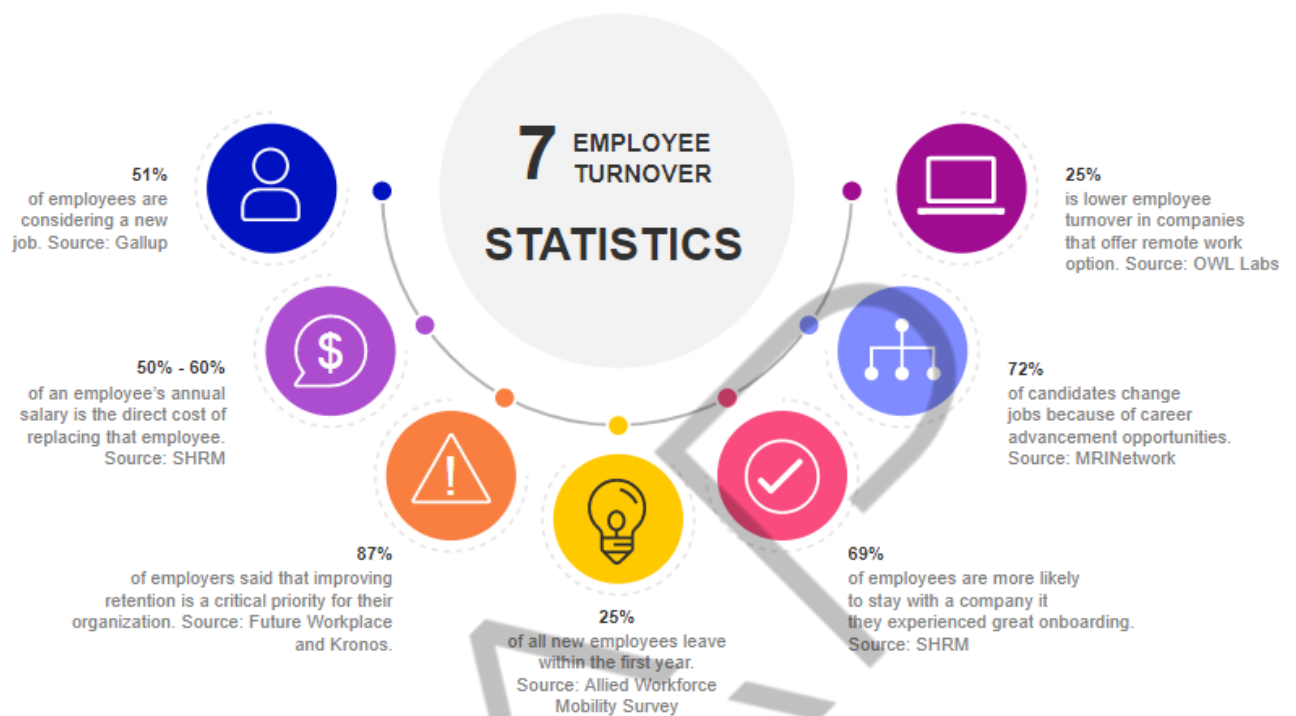 7 EMPLOYEE
TURNOVER
STATISTICS
51%
of employees are
considering a new
job. Source: Gallup
50% - 60%
of an employee's annual
salary is the direct cost of
replacing that employee.
Source: SHRM
87%
of employers said that improving
retention is a critical priority for their
organization. Source: Future Workplace
and Kronos.
25%
of all new employees leave
within the first year.
Source: Allied Workforce
Mobility Survey
69%
of employees are more likely
to stay with a company it
they experienced great onboarding.
Source: SHRM
72%
of candidates change
jobs because of career
advancement opportunities.
Source: MRINetwork
25%
is lower employee
turnover in companies
that offer remote work
option. Source: OWL Labs
$
!